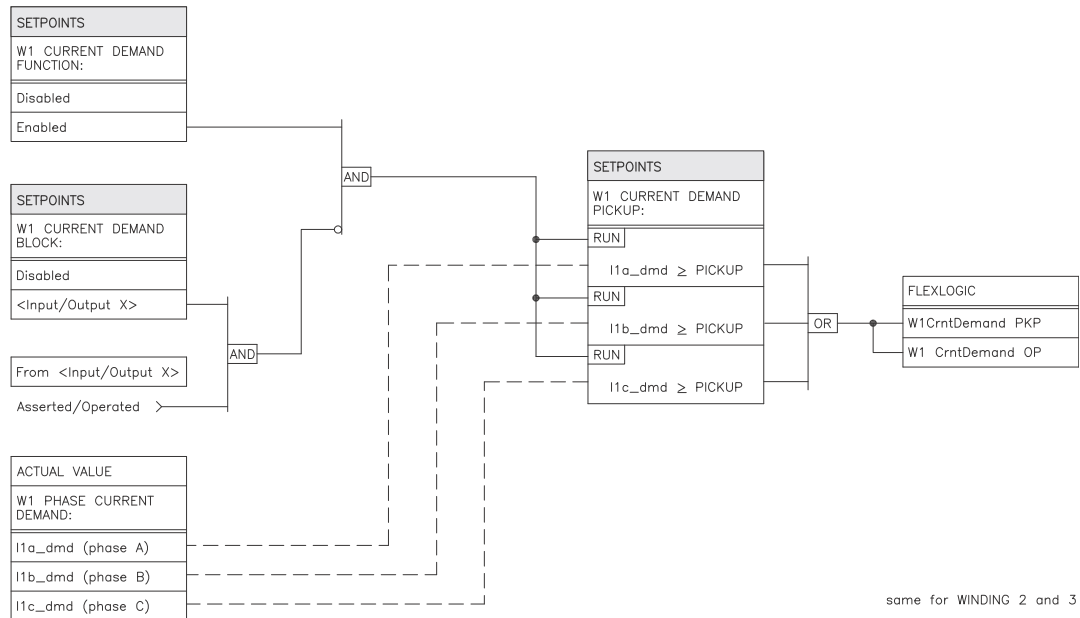 SETPOINTS
W1 CURRENT DEMAND
FUNCTION:
Disabled
Enabled
AND
SETPOINTS
W1 CURRENT DEMAND
BLOCK:
Disabled
<Input/Output X>
AND
From <Input/Output X>
Asserted/Operated
ACTUAL VALUE
W1 PHASE CURRENT
DEMAND:
I1a_dmd (phase A)
I1b_dmd (phase B)
I1c_dmd (phase C)
SETPOINTS
W1 CURRENT DEMAND
PICKUP:
RUN
I1a_dmd ≥ PICKUP
RUN
I1b_dmd ≥ PICKUP
RUN
I1c_dmd ≥ PICKUP
OR
FLEXLOGIC
W1CrntDemand PKP
W1 CrntDemand OP
same for WINDING 2 and 3